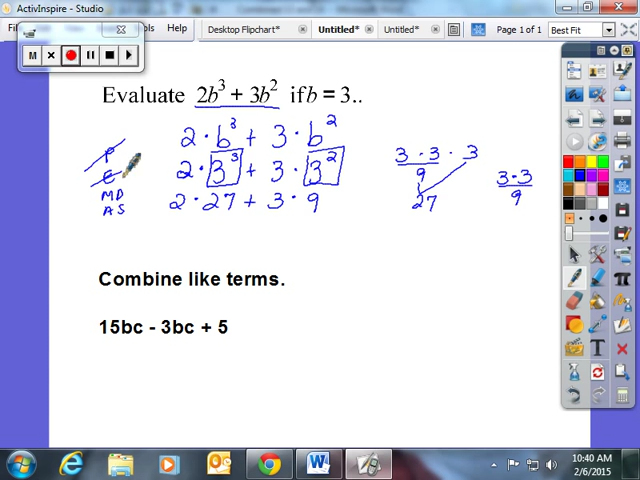 ActivInspire - Studio
File
Tools
Help
Desktop Flipchart*
Untitled*
Untitled*
Page 1 of 1
Best Fit
M
Evaluate 2b³ + 3b² if b = 3..
2 · b³ + 3 · b²
2 · 3³ + 3 · 3²
2 · 27 + 3 · 9
P
E
MD
AS
3 · 3 · 3
9
27
3 · 3
9
Combine like terms.
15bc - 3bc + 5
T
10:40 AM
2/6/2015